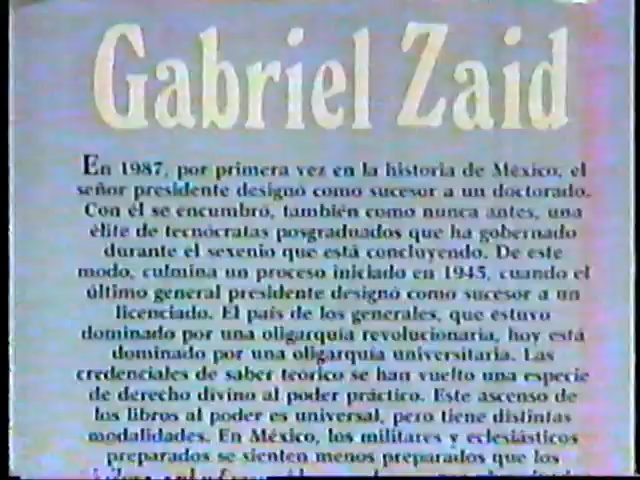 Gabriel Zaid
En 1987, por primera vez en la historia de México, el
señor presidente designó como sucesor a un doctorado.
Con él se encumbró, también como nunca antes, una
élite de tecnócratas posgraduados que ha gobernado
durante el sexenio que está concluyendo. De este
modo, culmina un proceso iniciado en 1945, cuando el
último general presidente designó como sucesor a un
licenciado. El país de los generales, que estuvo
dominado por una oligarquía revolucionaria, hoy está
dominado por una oligarquía universitaria. Las
credenciales de saber teórico se han vuelto una especie
de derecho divino al poder práctico. Este ascenso de
los libros al poder es universal, pero tiene distintas
modalidades. En México, los militares y eclesiásticos
preparados se sienten menos preparados que los